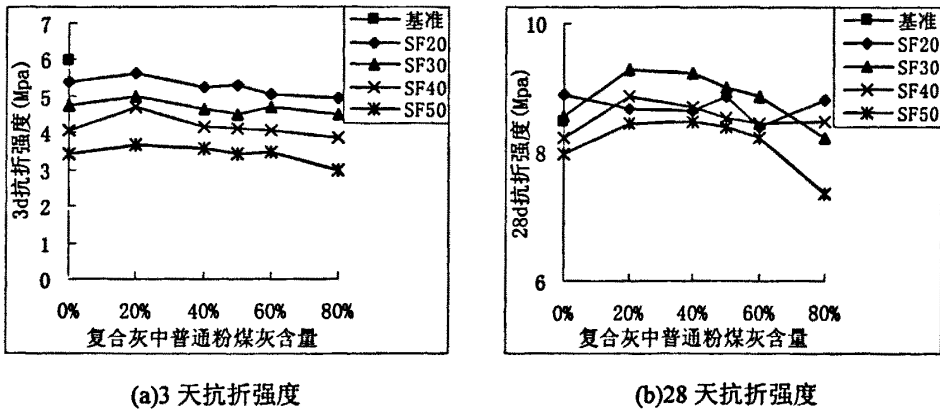 7
6
5
4
3
2
1
0
3d抗折强度(Mpa)
0% 20% 40% 60% 80%
复合灰中普通粉煤灰含量
基准
SF20
SF30
SF40
SF50
(a)3 天抗折强度
10
8
6
28d抗折强度(Mpa)
0% 20% 40% 60% 80%
复合灰中普通粉煤灰含量
基准
SF20
SF30
SF40
SF50
(b)28 天抗折强度